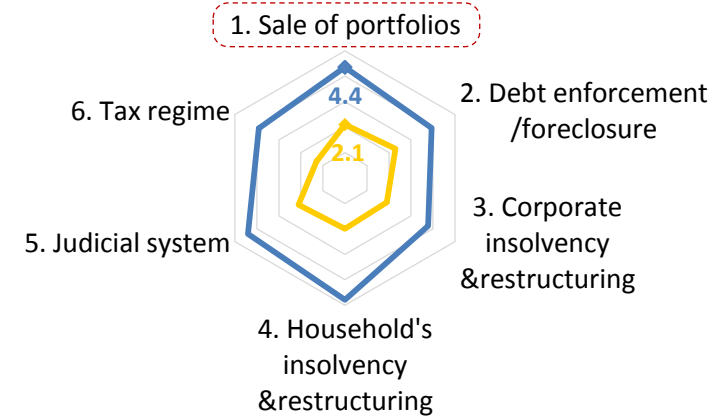 1. Sale of portfolios
4.4
2. Debt enforcement
/foreclosure
6. Tax regime
2.1
3. Corporate
insolvency
&restructuring
5. Judicial system
4. Household's
insolvency
&restructuring